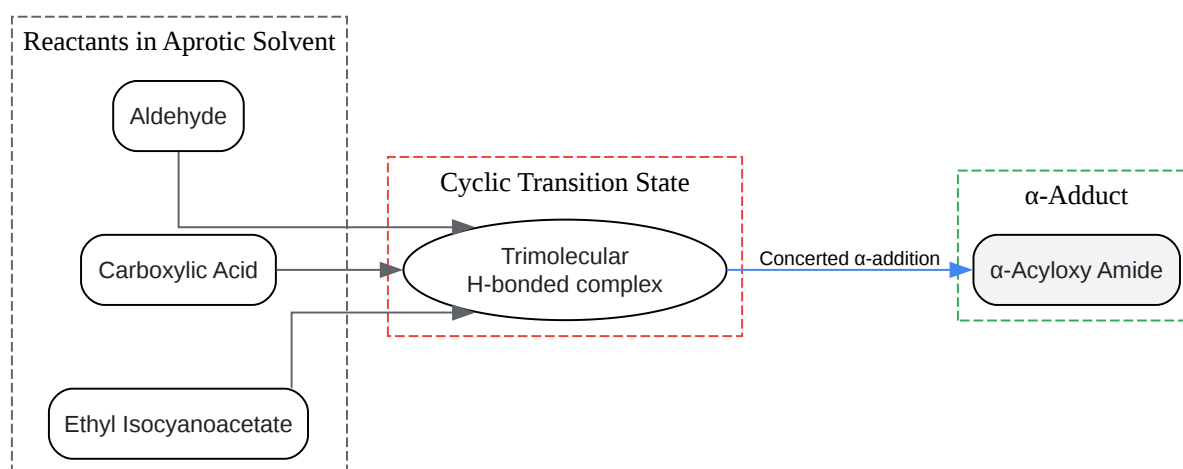 Reactants in Aprotic Solvent
Aldehyde
Carboxylic Acid
Ethyl Isocyanoacetate
Cyclic Transition State
Trimolecular
H-bonded complex
Concerted α-addition
α-Adduct
α-Acyloxy Amide